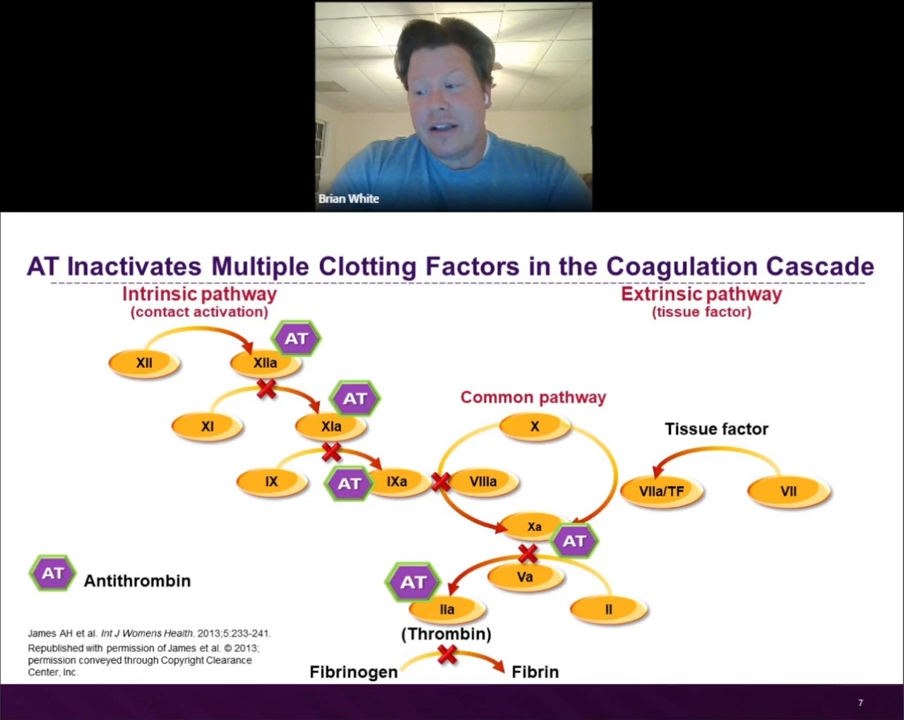 Brian White
AT Inactivates Multiple Clotting Factors in the Coagulation Cascade
Intrinsic pathway
(contact activation)
Extrinsic pathway
(tissue factor)
AT
XII
XIIa
AT
Common pathway
XI
XIa
X
Tissue factor
IX
AT
IXa
VIIIa
VIIa/TF
VII
Xa
AT
AT
Antithrombin
AT
Va
IIa
II
(Thrombin)
Fibrinogen
Fibrin
James AH et al. Int J Womens Health. 2013;5:233-241.
Republished with permission of James et al. © 2013;
permission conveyed through Copyright Clearance
Center, Inc.
7